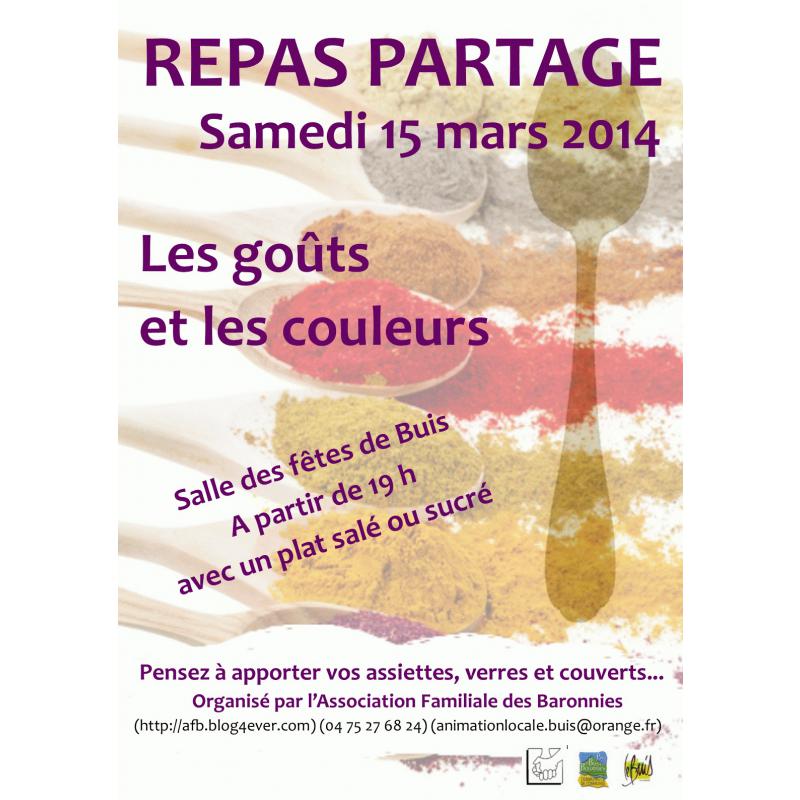 REPAS PARTAGE
Samedi 15 mars 2014
Les goûts
et les couleurs
Salle des fêtes de Buis
A partir de 19 h
avec un plat salé ou sucré
Pensez à apporter vos assiettes, verres et couverts...
Organisé par l'Association Familiale des Baronnies
(http://afb.blog4ever.com) (04 75 27 68 24) (animationlocale.buis@orange.fr)
le Buis